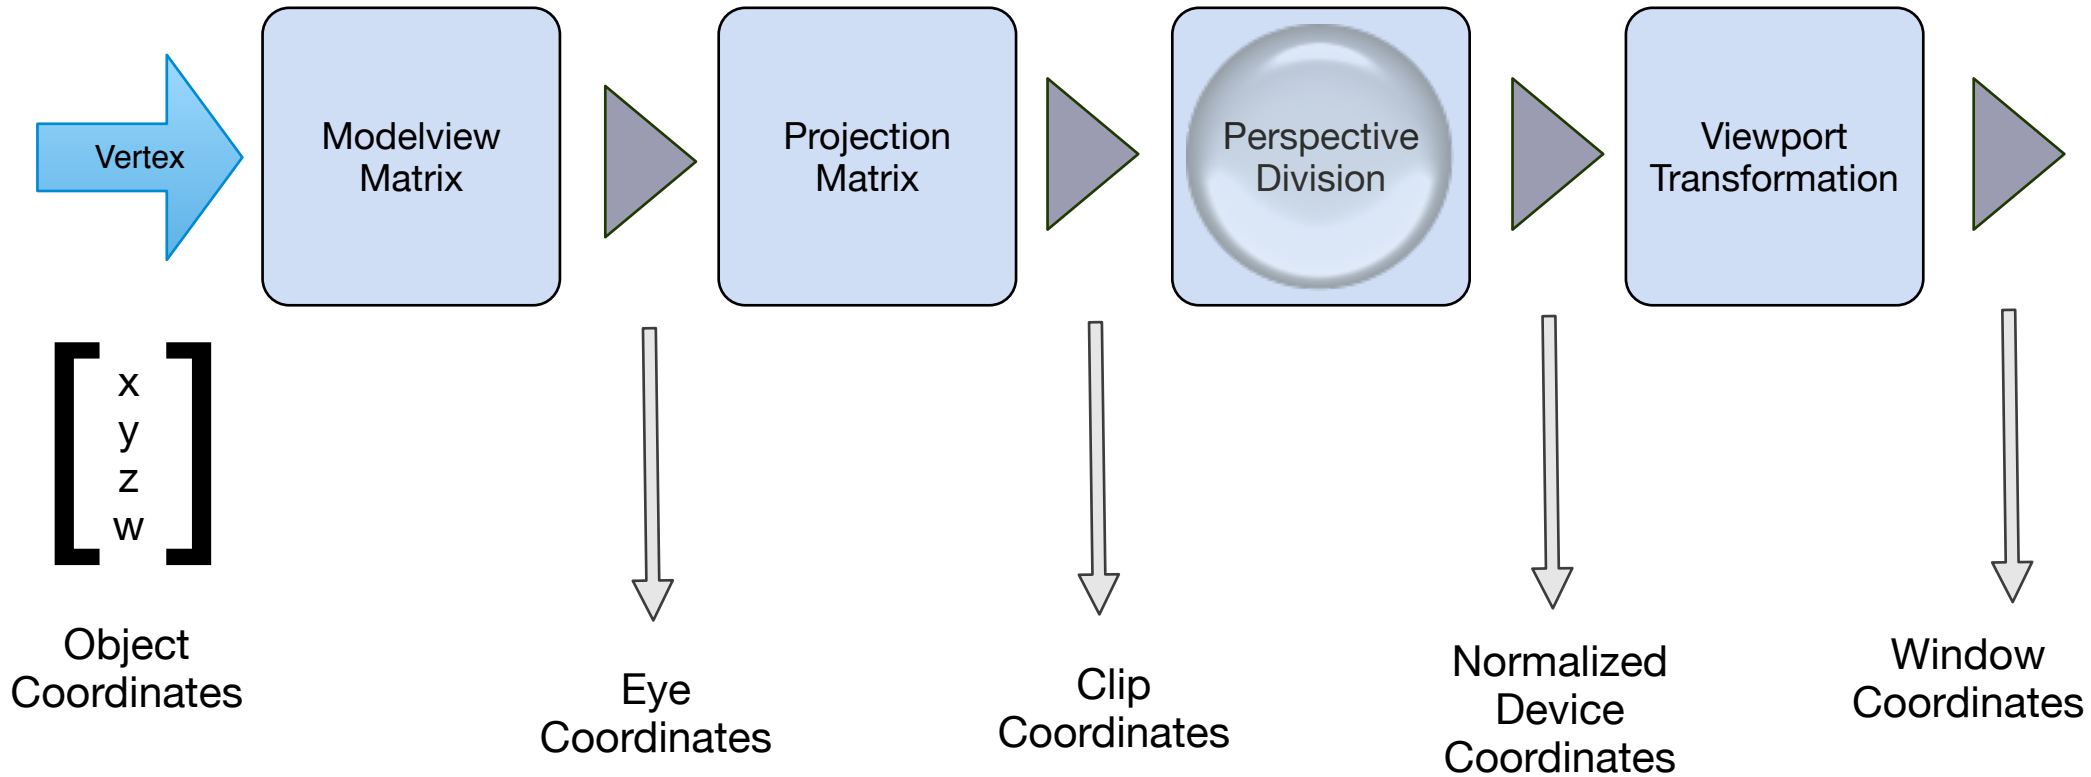 Vertex
Modelview
Matrix
Projection
Matrix
Perspective
Division
Viewport
Transformation
x
y
z
w
Object
Coordinates
Eye
Coordinates
Clip
Coordinates
Normalized
Device
Coordinates
Window
Coordinates